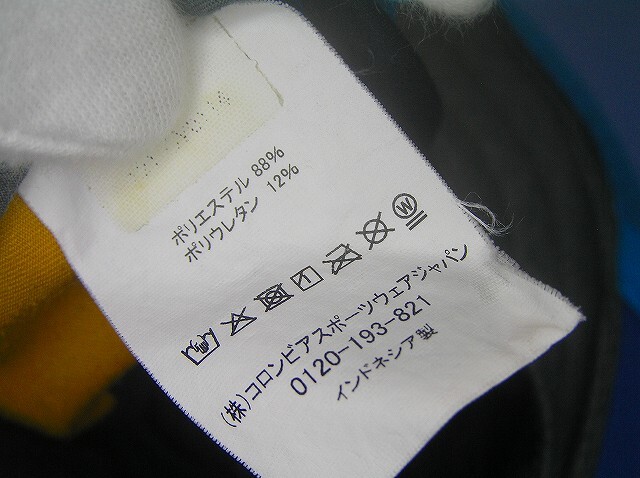 ポリエステル 88%
ポリウレタン 12%
W
(株)コロンビアスポーツウェアジャパン
0120-193-821
インドネシア製